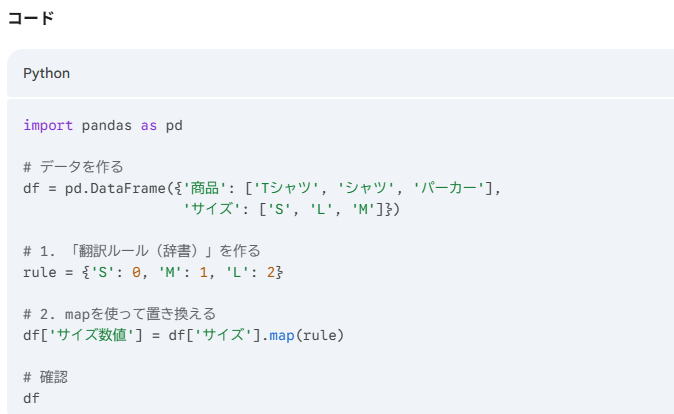 コード
Python
import pandas as pd
# データを作る
df = pd.DataFrame({'商品': ['Tシャツ', 'シャツ', 'パーカー'],
                   'サイズ': ['S', 'L', 'M']})
# 1. 「翻訳ルール（辞書）」を作る
rule = {'S': 0, 'M': 1, 'L': 2}
# 2. mapを使って置き換える
df['サイズ数値'] = df['サイズ'].map(rule)
# 確認
df